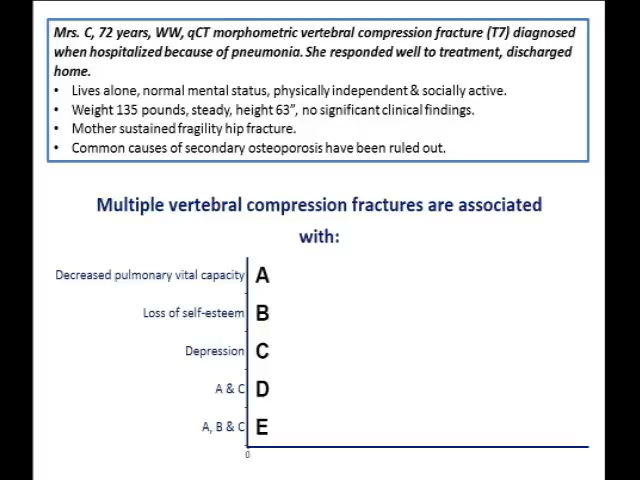 Mrs. C, 72 years, WW, qCT morphometric vertebral compression fracture (T7) diagnosed
when hospitalized because of pneumonia. She responded well to treatment, discharged
home.
• Lives alone, normal mental status, physically independent & socially active.
• Weight 135 pounds, steady, height 63”, no significant clinical findings.
• Mother sustained fragility hip fracture.
• Common causes of secondary osteoporosis have been ruled out.
Multiple vertebral compression fractures are associated
with:
Decreased pulmonary vital capacity A
Loss of self-esteem B
Depression C
A & C D
A, B & C E
0